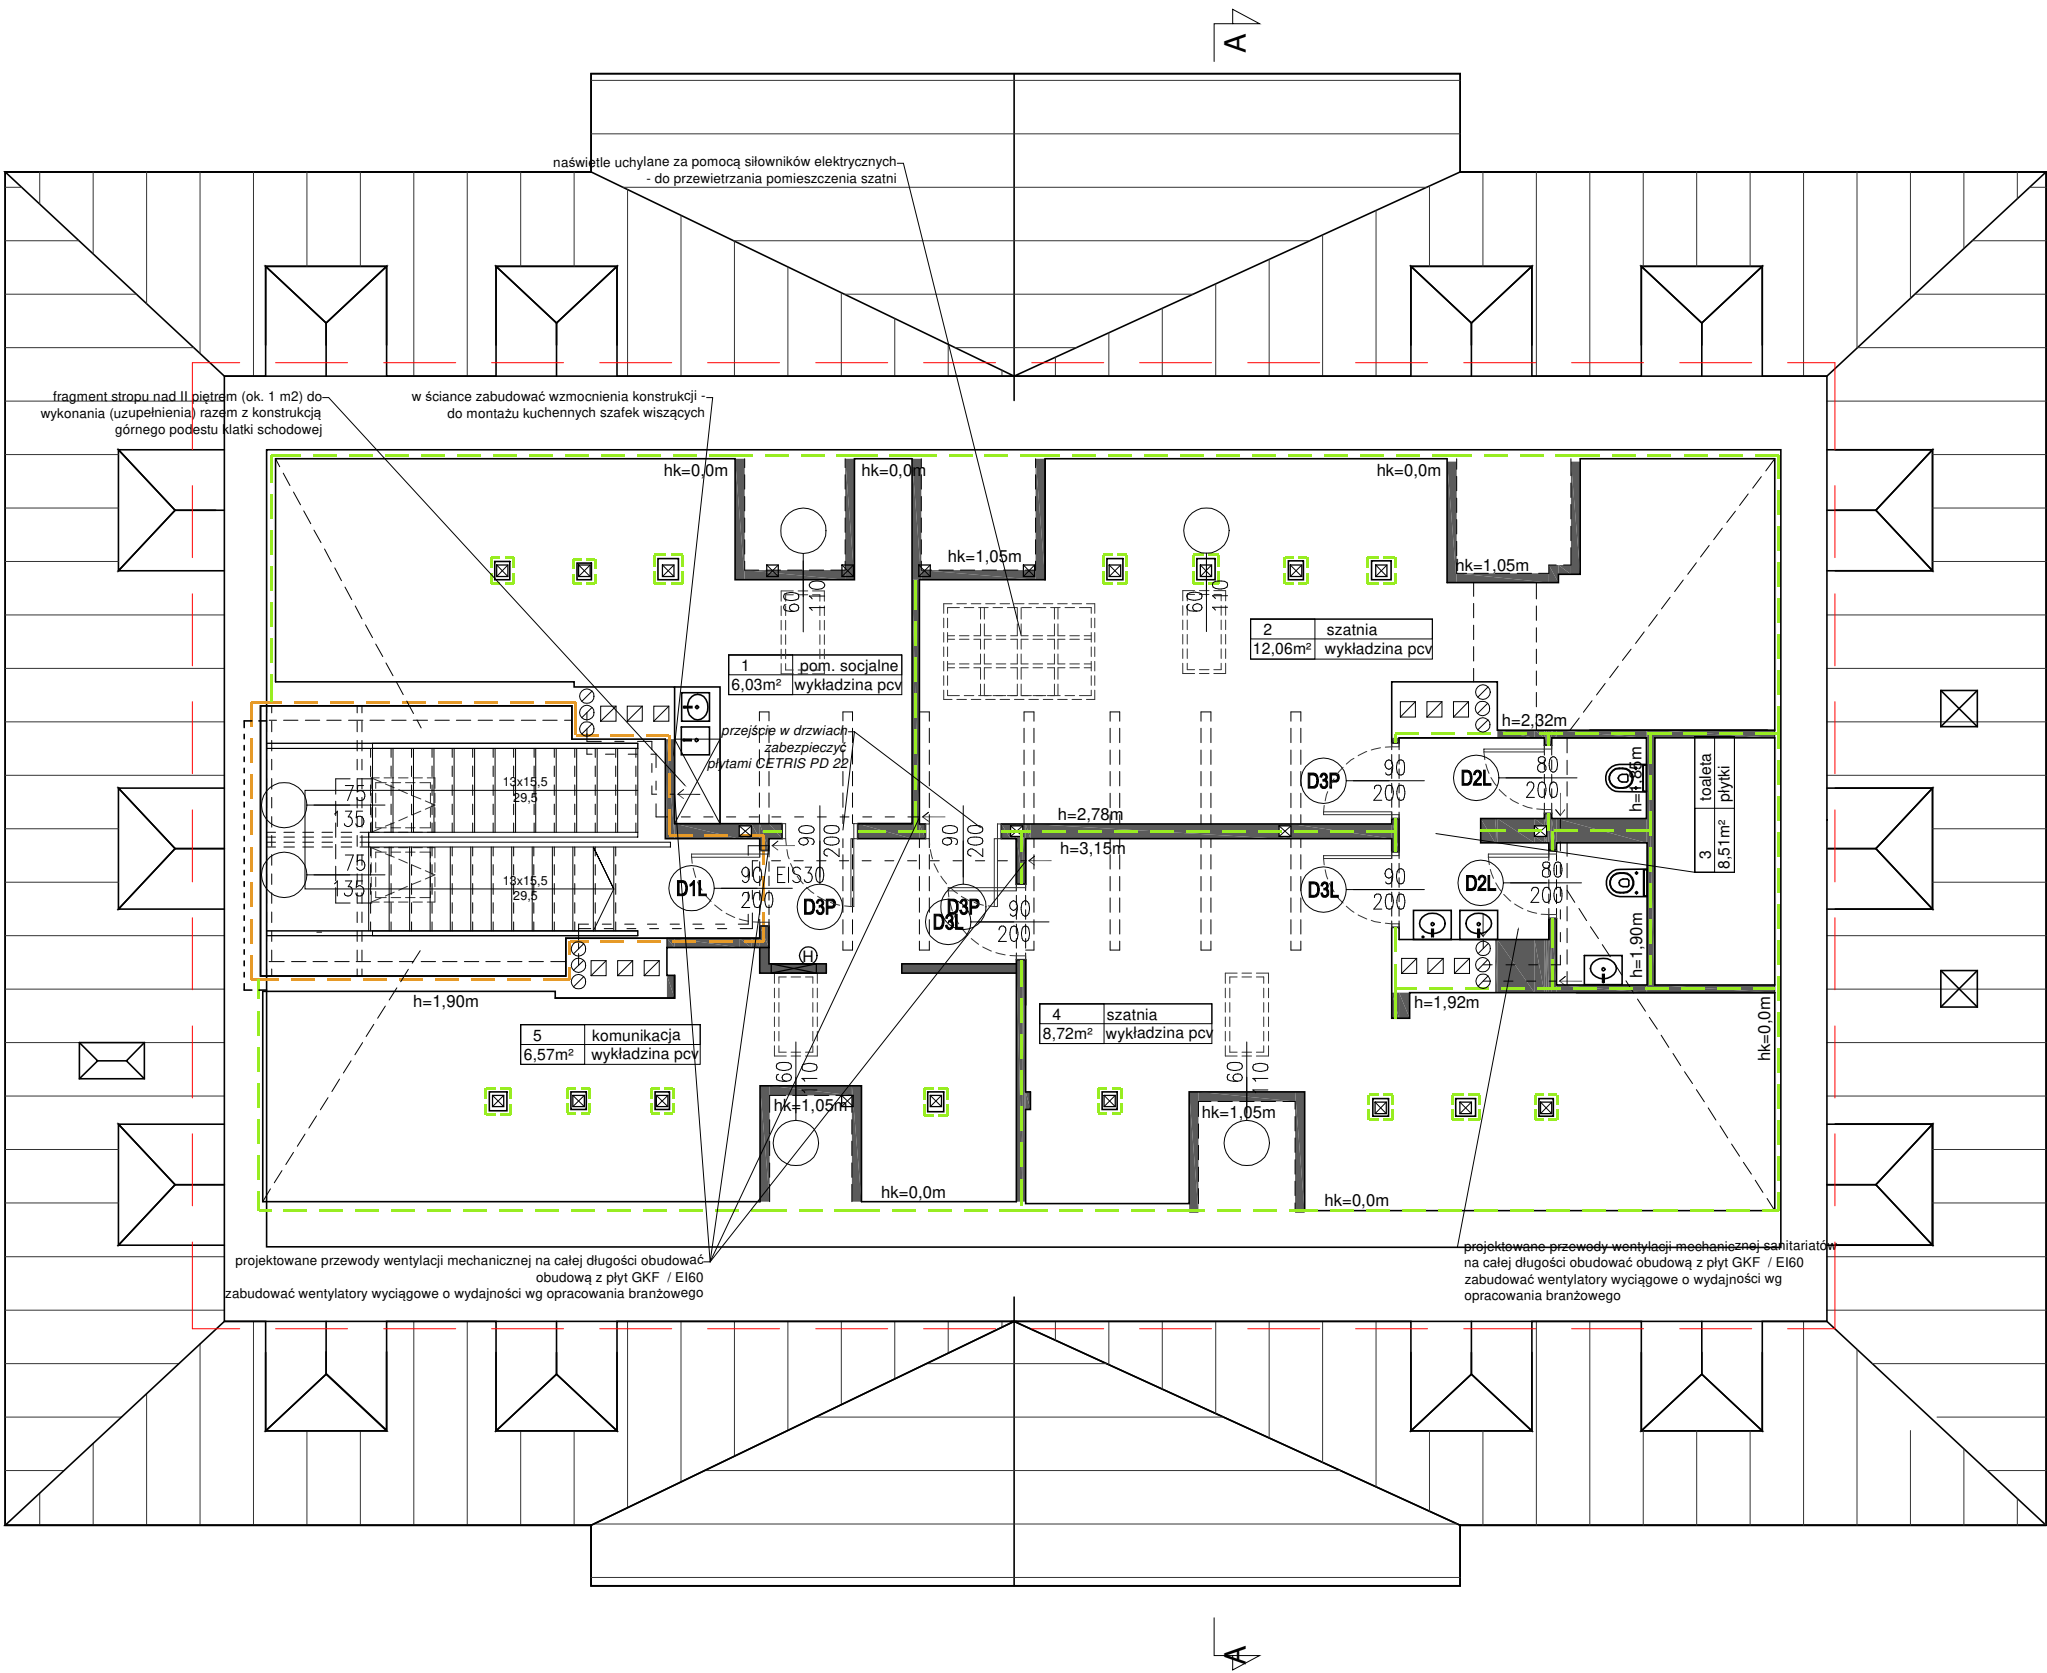 A
naświetle uchylane za pomocą siłowników elektrycznych
- do przewietrzania pomieszczenia szatni
fragment stropu nad II piętrem (ok. 1 m2) do
wykonania (uzupełnienia) razem z konstrukcją
górnego podestu klatki schodowej
w ściance zabudować wzmocnienia konstrukcji -
do montażu kuchennych szafek wiszących
hk=0,0m
hk=0,0m
hk=0,0m
hk=1,05m
hk=1,05m
60
110
60
110
1 pom. socjalne
6,03m² wykładzina pcv
2 szatnia
12,06m² wykładzina pcv
h=2,32m
przejście w drzwiach
zabezpieczyć
płytami CETRIS PD 22
75
135
13x15,5
29,5
75
135
13x15,5
29,5
h=2,78m
h=3,15m
90
200
90
200
D3P
90
200
D2L
80
200
h=1,85m
3 toaleta
8,51m² płytki
D1L
90 EIS30
200
D3P
D3P
D3L
90
200
D3L
90
200
D2L
80
200
H
h=1,90m
h=1,90m
h=1,92m
hk=0,0m
5 komunikacja
6,57m² wykładzina pcv
4 szatnia
8,72m² wykładzina pcv
60
110
60
110
hk=1,05m
hk=1,05m
hk=0,0m
hk=0,0m
projektowane przewody wentylacji mechanicznej na całej długości obudować
obudową z płyt GKF / EI60
zabudować wentylatory wyciągowe o wydajności wg opracowania branżowego
projektowane przewody wentylacji mechanicznej sanitariatów
na całej długości obudować obudową z płyt GKF / EI60
zabudować wentylatory wyciągowe o wydajności wg
opracowania branżowego
A